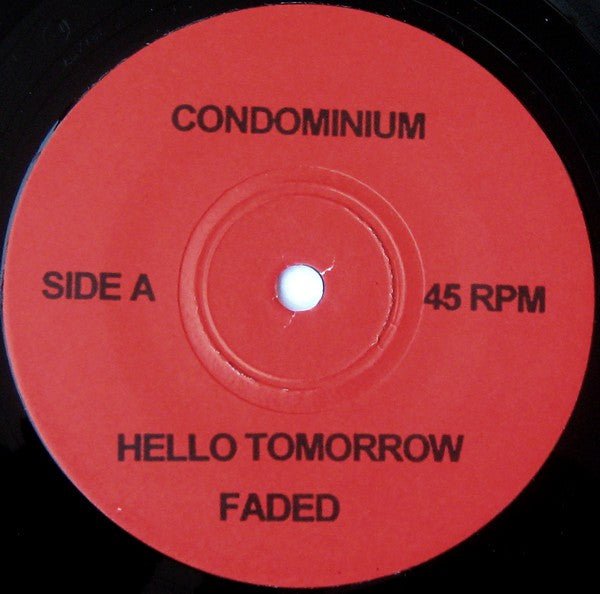 CONDOMINIUM
SIDE A
45 RPM
HELLO TOMORROW
FADED